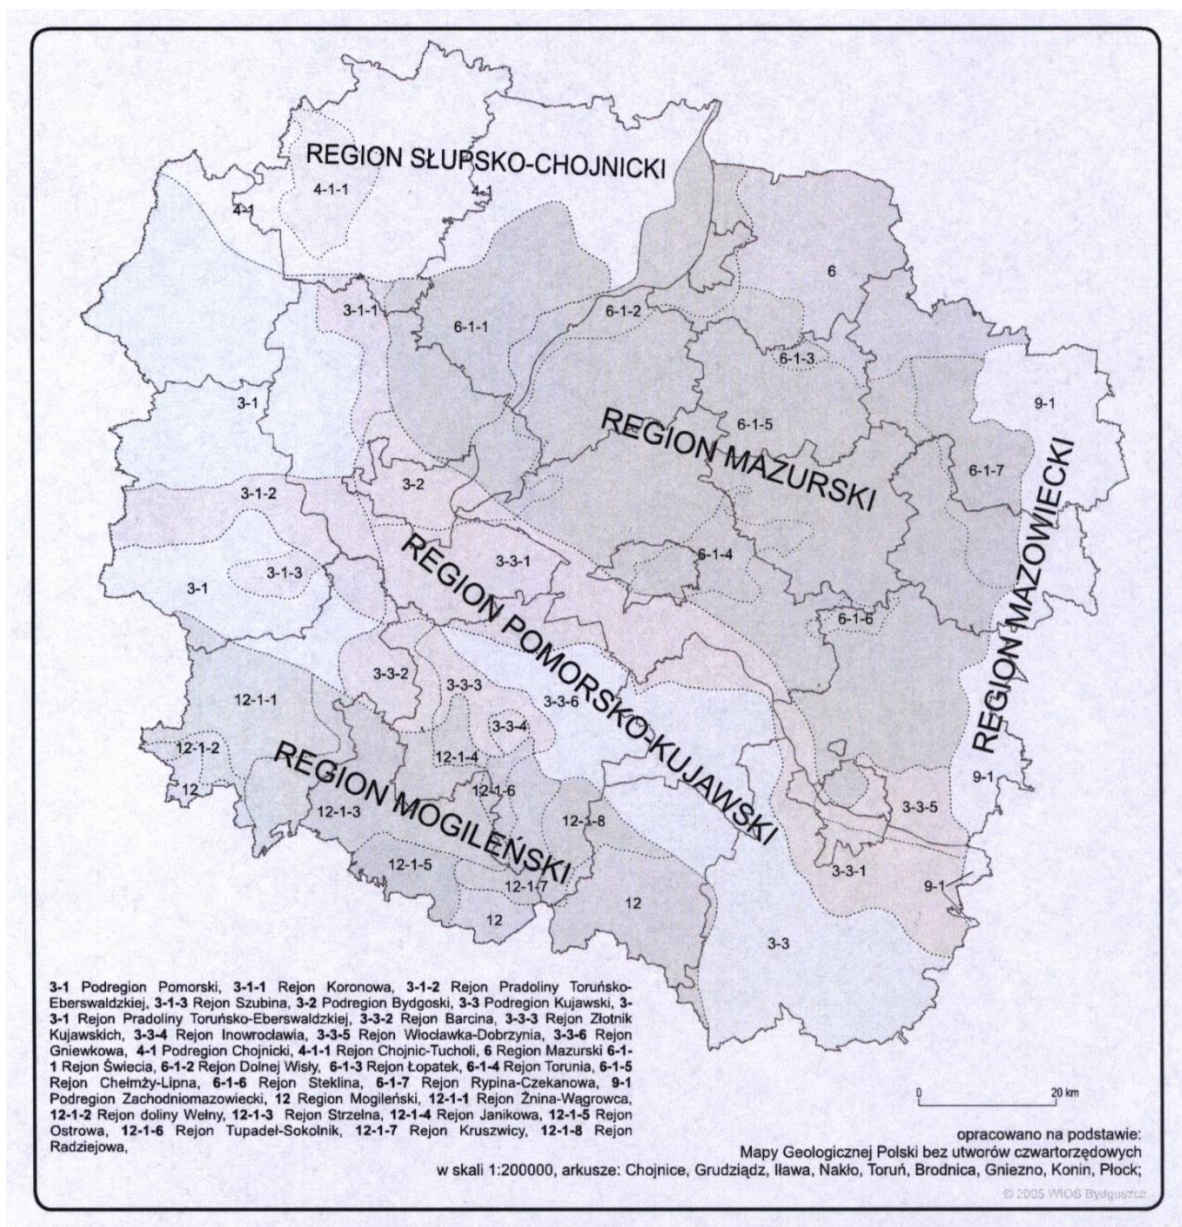 REGION SŁUPSKO-CHOJNICKI
4-1-1
4-1
4-1
6
3-1-1
6-1-2
6-1-1
6-1-3
3-1
9-1
6-1-5
REGION MAZURSKI
6-1-7
3-2
3-1-2
REGION MAZOWIECKI
6-1-4
3-3-1
REGION POMORSKO-KUJAWSKI
3-1-3
3-1
6-1-6
3-3-2
3-3-3
12-1-1
3-3-6
3-3-4
12-1-2
12-1-4
REGION MOGILEŃSKI
9-1
12
12-1-6
12-1-3
3-3-5
12-1-8
12-1-5
3-3-1
12-1-7
9-1
12
12
3-3
3-1 Podregion Pomorski, 3-1-1 Rejon Koronowa, 3-1-2 Rejon Pradoliny Toruńsko-
Eberswaldzkiej, 3-1-3 Rejon Szubina, 3-2 Podregion Bydgoski, 3-3 Podregion Kujawski, 3-
3-1 Rejon Pradoliny Toruńsko-Eberswaldzkiej, 3-3-2 Rejon Barcina, 3-3-3 Rejon Złotnik
Kujawskich, 3-3-4 Rejon Inowrocławia, 3-3-5 Rejon Włocławka-Dobrzynia, 3-3-6 Rejon
Gniewkowa, 4-1 Podregion Chojnicki, 4-1-1 Rejon Chojnic-Tucholi, 6 Region Mazurski 6-1-
1 Rejon Świecia, 6-1-2 Rejon Dolnej Wisły, 6-1-3 Rejon Łopatek, 6-1-4 Rejon Torunia, 6-1-5
Rejon Chełmży-Lipna, 6-1-6 Rejon Steklina, 6-1-7 Rejon Rypina-Czekanowa, 9-1
Podregion Zachodniomazowiecki, 12 Region Mogileński, 12-1-1 Rejon Żnina-Wągrowca,
12-1-2 Rejon doliny Wełny, 12-1-3 Rejon Strzelna, 12-1-4 Rejon Janikowa, 12-1-5 Rejon
Ostrowa, 12-1-6 Rejon Tupadeł-Sokolnik, 12-1-7 Rejon Kruszwicy, 12-1-8 Rejon
Radziejowa,
0 20 km
opracowano na podstawie:
Mapy Geologicznej Polski bez utworów czwartorzędowych
w skali 1:200000, arkusze: Chojnice, Grudziądz, Iława, Nakło, Toruń, Brodnica, Gniezno, Konin, Płock;
© 2005 WIOŚ Bydgoszcz